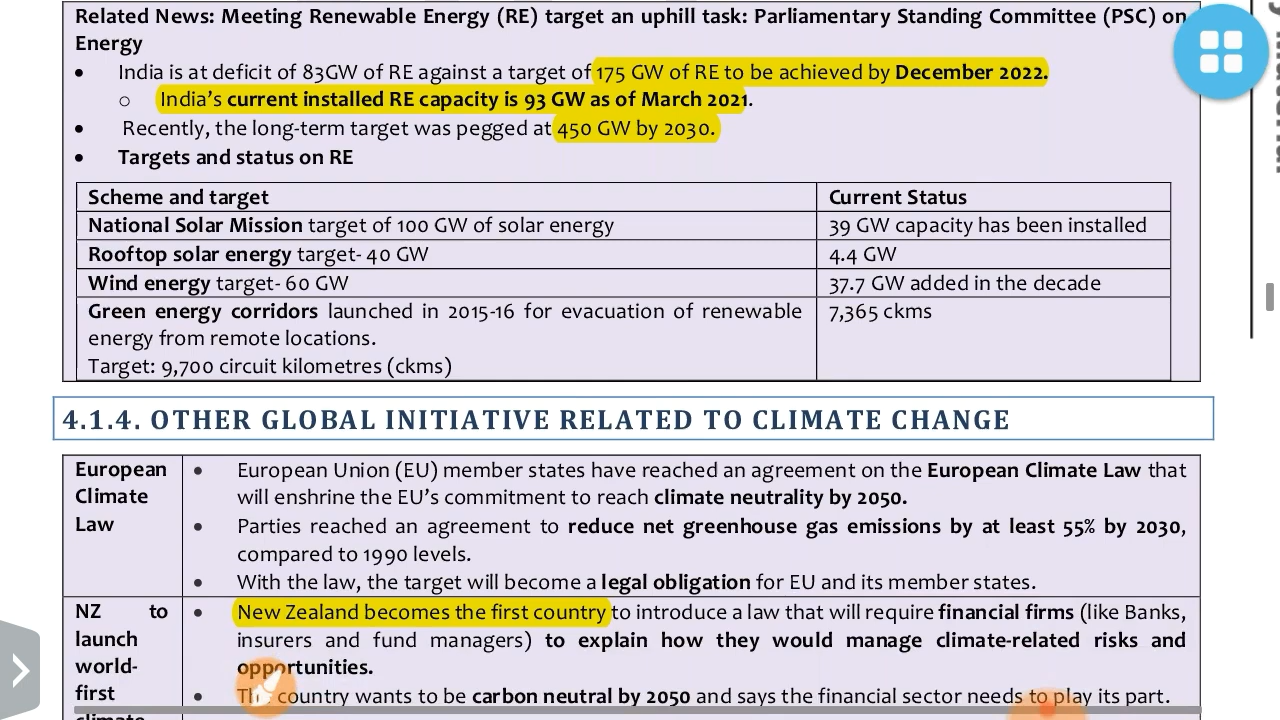 Related News: Meeting Renewable Energy (RE) target an uphill task: Parliamentary Standing Committee (PSC) on
Energy
• India is at deficit of 83GW of RE against a target of 175 GW of RE to be achieved by December 2022.
o India's current installed RE capacity is 93 GW as of March 2021.
• Recently, the long-term target was pegged at 450 GW by 2030.
• Targets and status on RE
Scheme and target Current Status
National Solar Mission target of 100 GW of solar energy 39 GW capacity has been installed
Rooftop solar energy target- 40 GW 4.4 GW
Wind energy target- 60 GW 37.7 GW added in the decade
Green energy corridors launched in 2015-16 for evacuation of renewable 7,365 ckms
energy from remote locations.
Target: 9,700 circuit kilometres (ckms)
4.1.4. OTHER GLOBAL INITIATIVE RELATED TO CLIMATE CHANGE
European
Climate
Law
• European Union (EU) member states have reached an agreement on the European Climate Law that
will enshrine the EU's commitment to reach climate neutrality by 2050.
• Parties reached an agreement to reduce net greenhouse gas emissions by at least 55% by 2030,
compared to 1990 levels.
• With the law, the target will become a legal obligation for EU and its member states.
NZ to
launch
world-
first
• New Zealand becomes the first country to introduce a law that will require financial firms (like Banks,
insurers and fund managers) to explain how they would manage climate-related risks and
opportunities.
• The country wants to be carbon neutral by 2050 and says the financial sector needs to play its part.